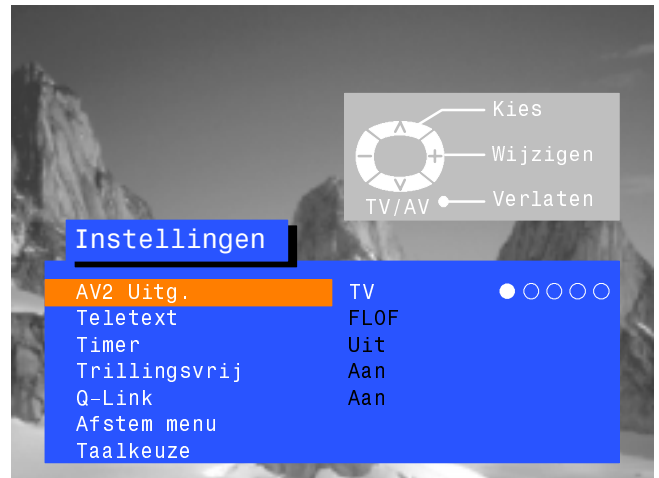 Kies
Wijzigen
TV/AV Verlaten
Instellingen
AV2 Uitg. TV
Teletext FLOF
Timer Uit
Trillingsvrij Aan
Q-Link Aan
Afstem menu
Taalkeuze